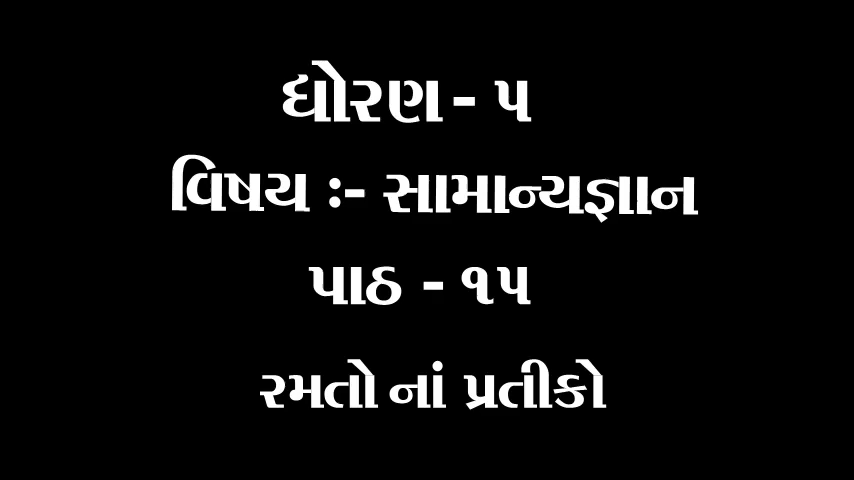 ધોરણ - ૫
વિષય :- સામાન્યજ્ઞાન
પાઠ - ૧૫
રમતો નાં પ્રતીકો